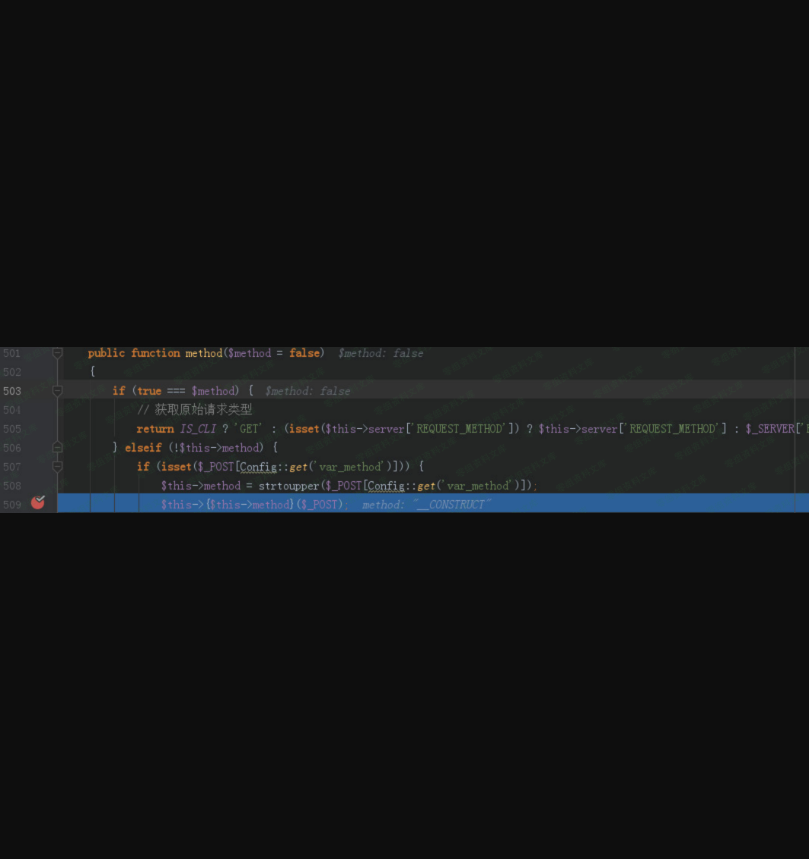 501 public function method($method = false) $method: false
502 {
503 if (true === $method) { $method: false
504 // 获取原始请求类型
505 return IS_CLI ? 'GET' : (isset($this->server['REQUEST_METHOD']) ? $this->server['REQUEST_METHOD'] : $_SERVER['
506 } elseif (!$this->method) {
507 if (isset($_POST[Config::get('var_method')])) {
508 $this->method = strtoupper($_POST[Config::get('var_method')]);
509 $this->{$this->method}($_POST); method: "__CONSTRUCT"